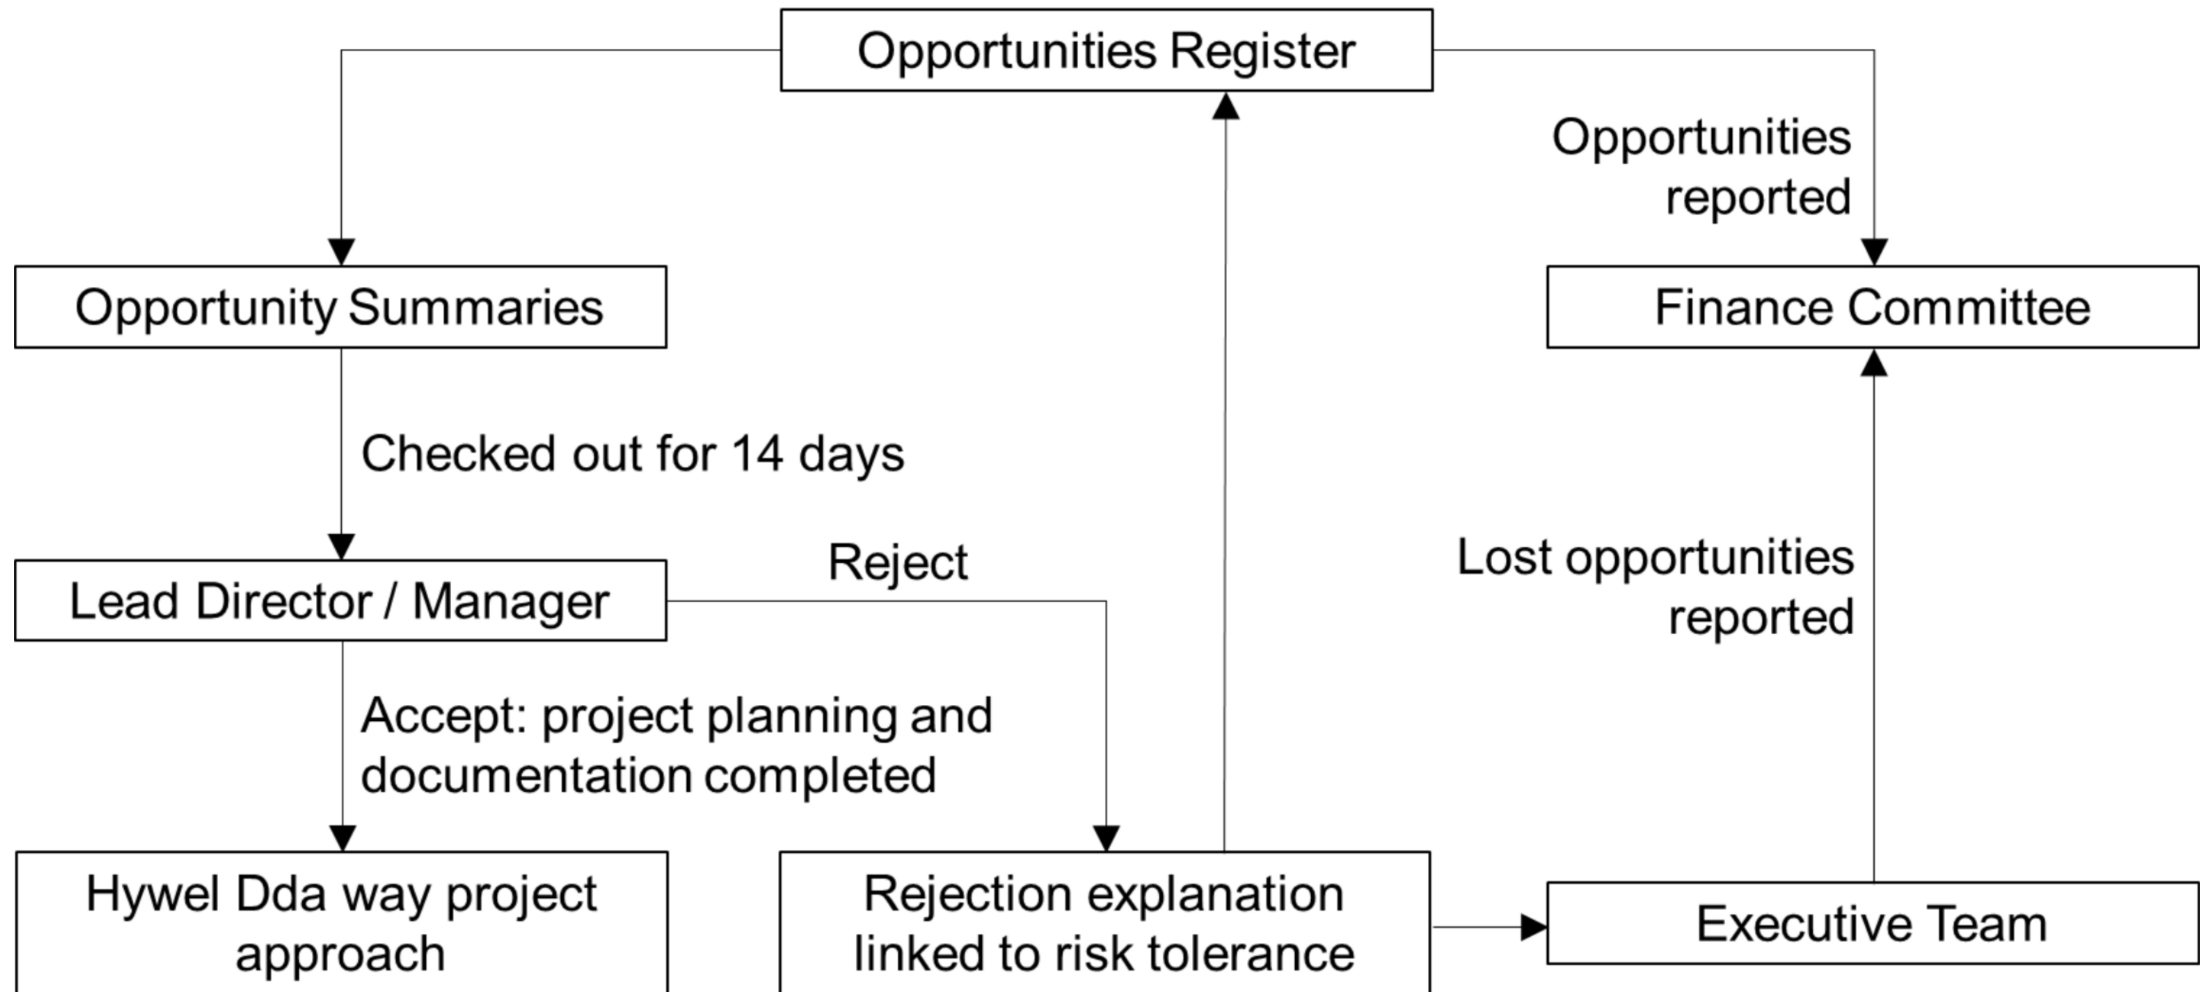 Opportunities Register
Opportunities
reported
Opportunity Summaries
Finance Committee
Checked out for 14 days
Lead Director / Manager
Reject
Lost opportunities
reported
Accept: project planning and
documentation completed
Hywel Dda way project
approach
Rejection explanation
linked to risk tolerance
Executive Team